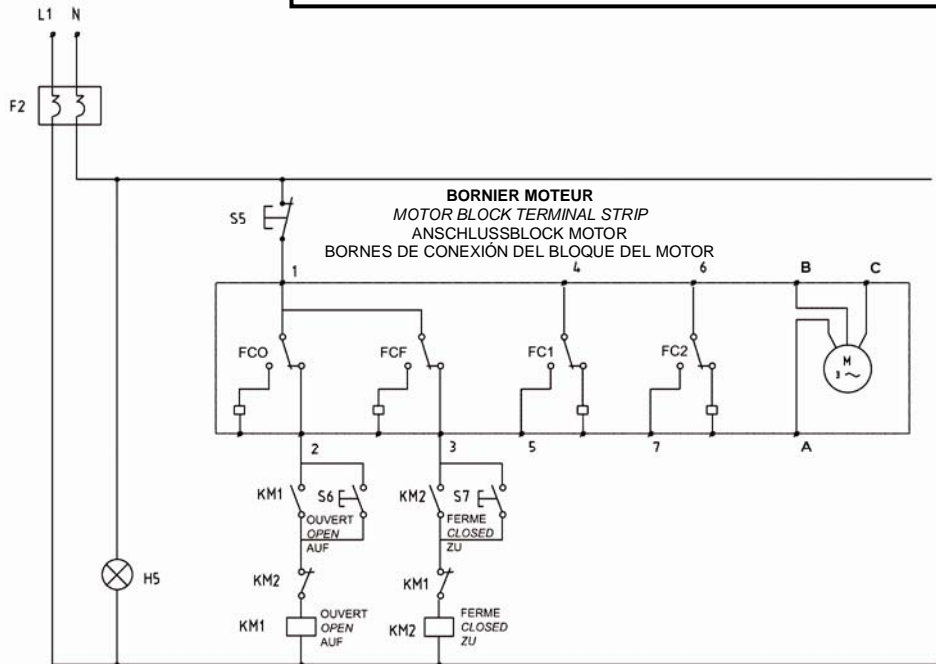 L1 N
F2
S5
BORNIER MOTEUR
MOTOR BLOCK TERMINAL STRIP
ANSCHLUSSBLOCK MOTOR
BORNES DE CONEXIÓN DEL BLOQUE DEL MOTOR
1 4 6 B C
FCO FCF FC1 FC2 M
3 ~
2 3 5 7 A
KM1 S6 KM2 S7
OUVERT
OPEN
AUF
FERME
CLOSED
ZU
H5
KM2 KM1
KM1
OUVERT
OPEN
AUF
KM2
FERME
CLOSED
ZU